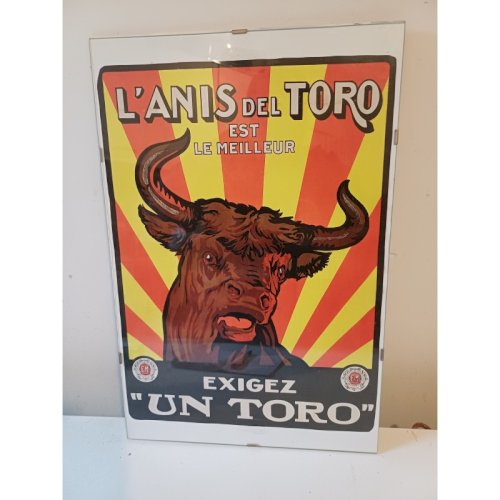 L'ANIS DEL TORO
EST
LE MEILLEUR
EXIGEZ
"UN TORO"